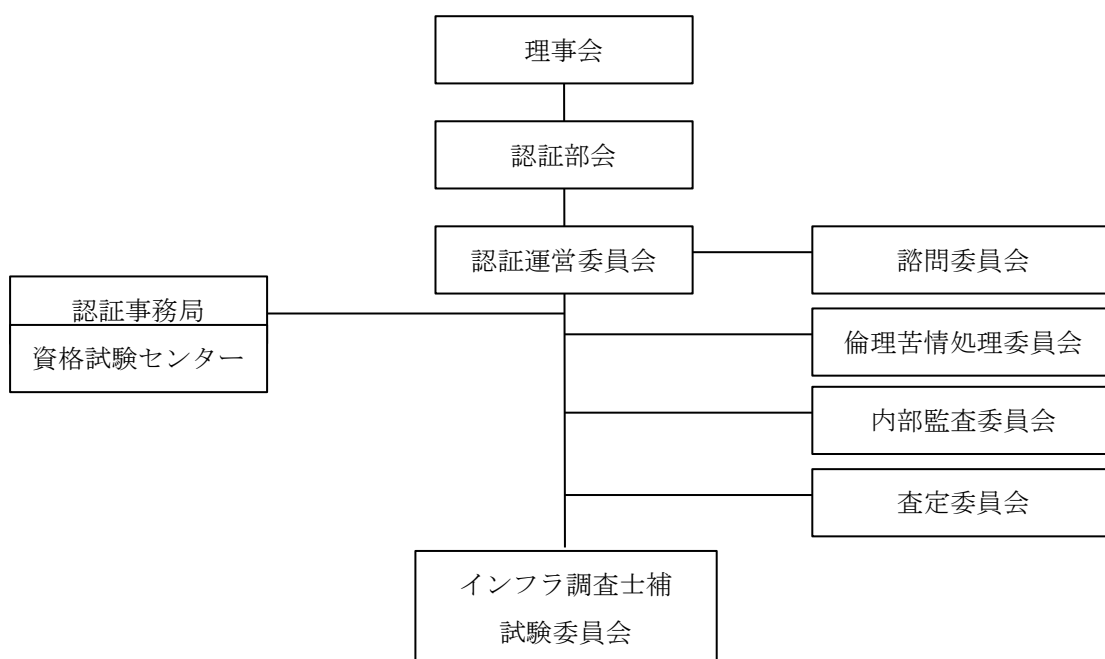 理事会
認証部会
認証運営委員会
諮問委員会
認証事務局
資格試験センター
倫理苦情処理委員会
内部監査委員会
査定委員会
インフラ調査士補
試験委員会